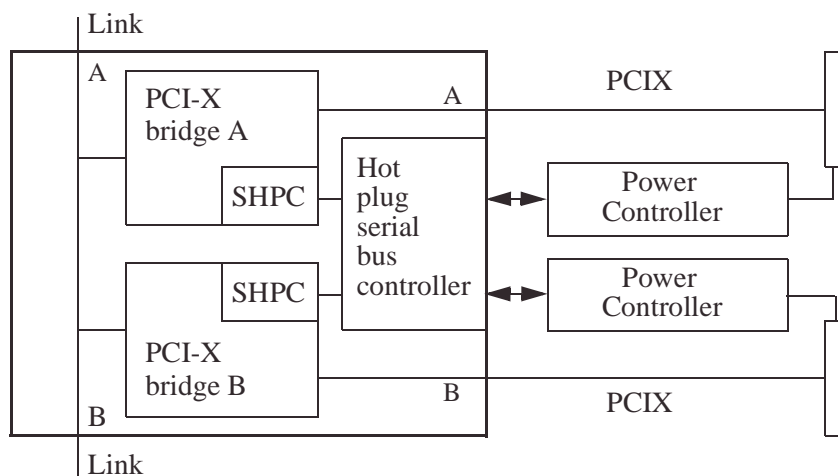 Link
A
PCI-X
bridge A
SHPC
A
PCIX
Hot
plug
serial
bus
controller
Power
Controller
Power
Controller
SHPC
PCI-X
bridge B
B
PCIX
B
Link